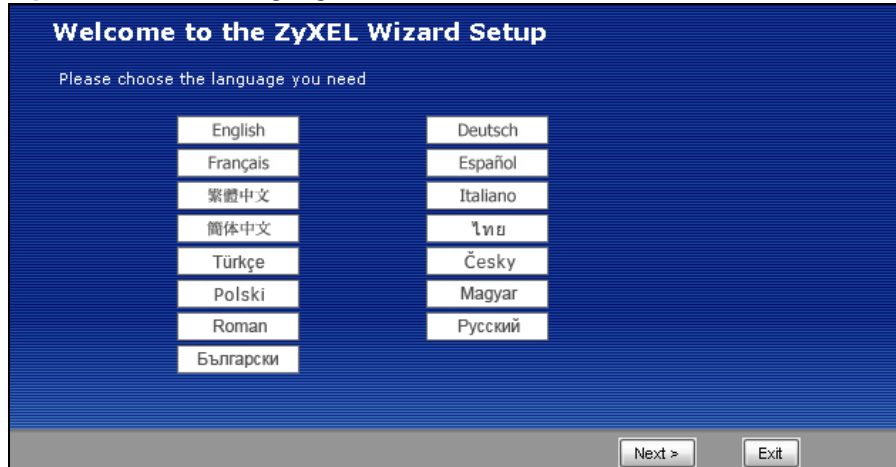 Welcome to the ZyXEL Wizard Setup
Please choose the language you need
English
Deutsch
Français
Español
繁體中文
Italiano
简体中文
ไทย
Türkçe
Česky
Polski
Magyar
Roman
Русский
Български
Next >
Exit